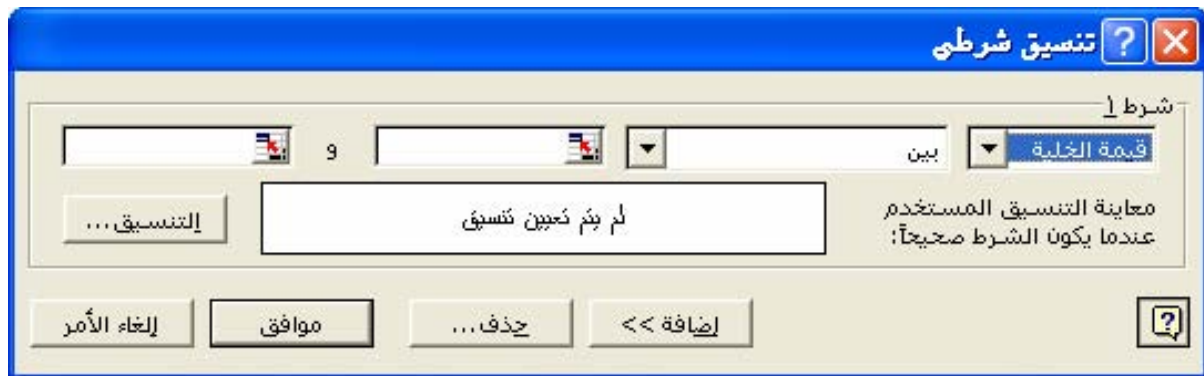 تنسيق شرطي
شرط 1
قيمة الخلية بين و
معاينة التنسيق المستخدم عندما يكون الشرط صحيحاً:
لم يتم تعيين تنسيق
التنسيق...
إضافة >>
حذف...
موافق
إلغاء الأمر